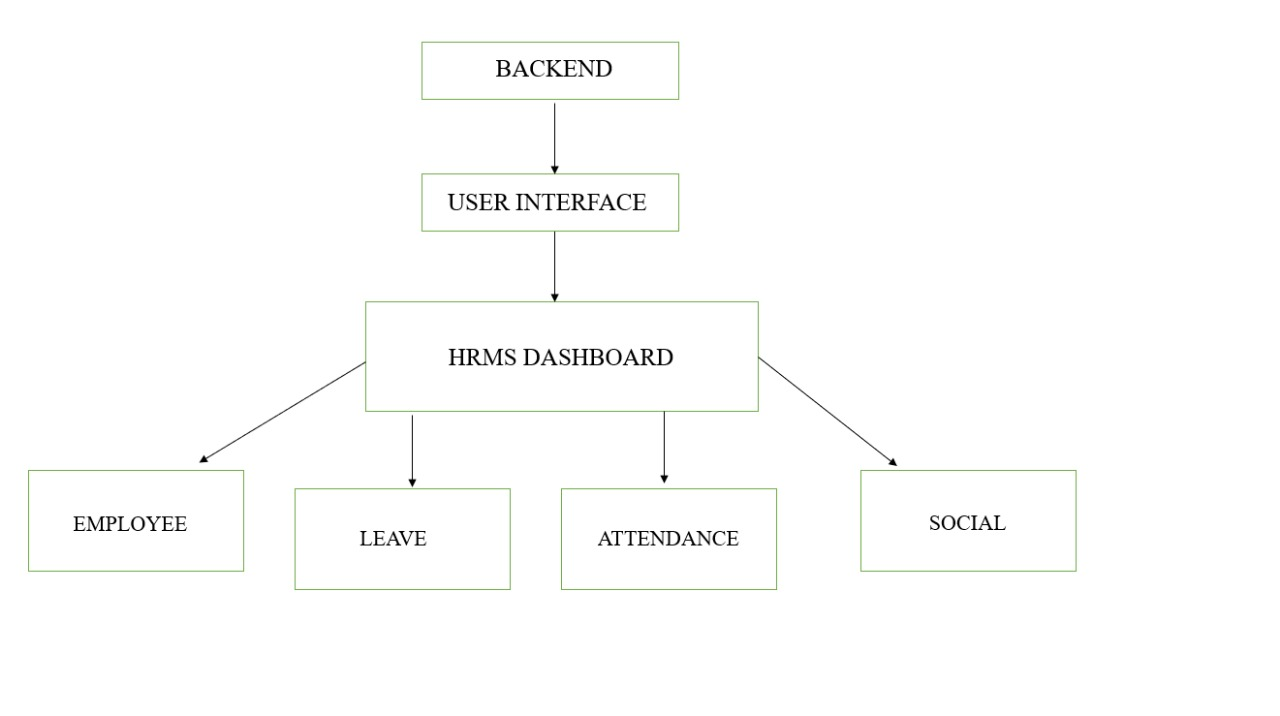 BACKEND
USER INTERFACE
HRMS DASHBOARD
EMPLOYEE
LEAVE
ATTENDANCE
SOCIAL